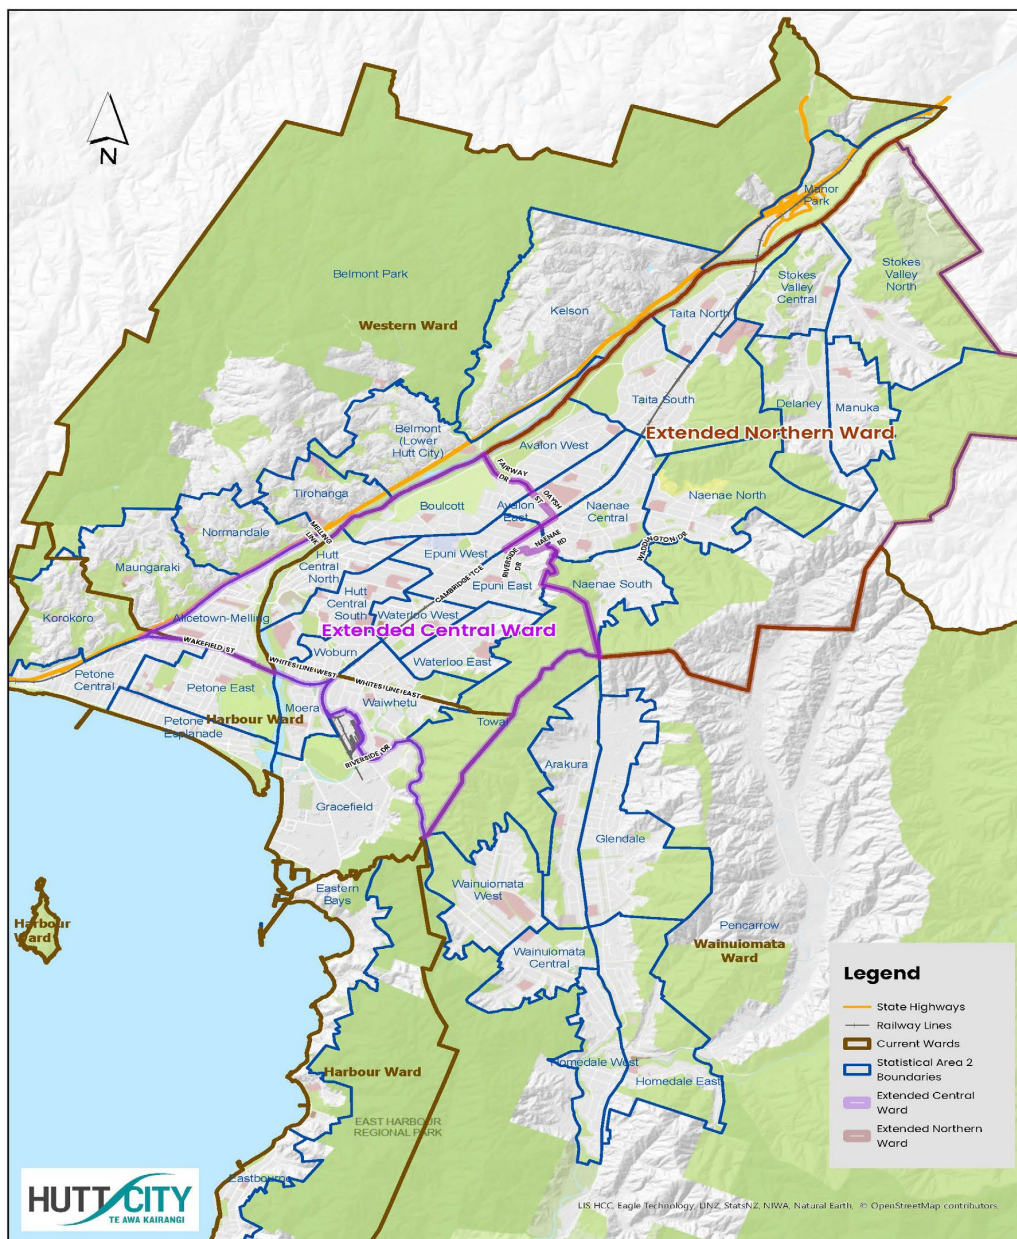 N
Manor
Park
Stokes
Valley
North
Stokes
Valley
Central
Belmont Park
Kelson
Taita North
Western Ward
Taita South
Delaney
Manuka
Belmont
(Lower
Hutt City)
Avalon West
Extended Northern Ward
FAIRWAY
DR
DAYSH
ST
Tirohanga
Boulcott
Avalon
East
Naenae
Central
Naenae North
Normandale
MELLING
LINK
Hutt
Central
North
Epuni West
RIVERSIDE
DR
NAENAE
RD
WADDINGTON DR
Maungaraki
CAMBRIDGE TCE
Epuni East
Naenae South
Korokoro
Alicetown-Melling
Hutt
Central
South
Waterloo West
Extended Central Ward
WAKEFIELD ST
Woburn
Waterloo East
Petone
Central
WHITES LINE WEST
WHITES LINE EAST
Petone East
Moera
Waiwhetu
Harbour Ward
Petone
Esplanade
Towai
RIVERSIDE DR
Arakura
Gracefield
Glendale
Eastern
Bays
Wainuiomata
West
Harbour
Ward
Pencarrow
Wainuiomata
Ward
Wainuiomata
Central
Homedale West
Homedale East
Harbour Ward
EAST HARBOUR
REGIONAL PARK
Eastbourne
Legend
State Highways
Railway Lines
Current Wards
Statistical Area 2
Boundaries
Extended Central
Ward
Extended Northern
Ward
HUTT CITY
TE AWA KAIRANGI
LIS HCC, Eagle Technology, LINZ, StatsNZ, NIWA, Natural Earth, © OpenStreetMap contributors.